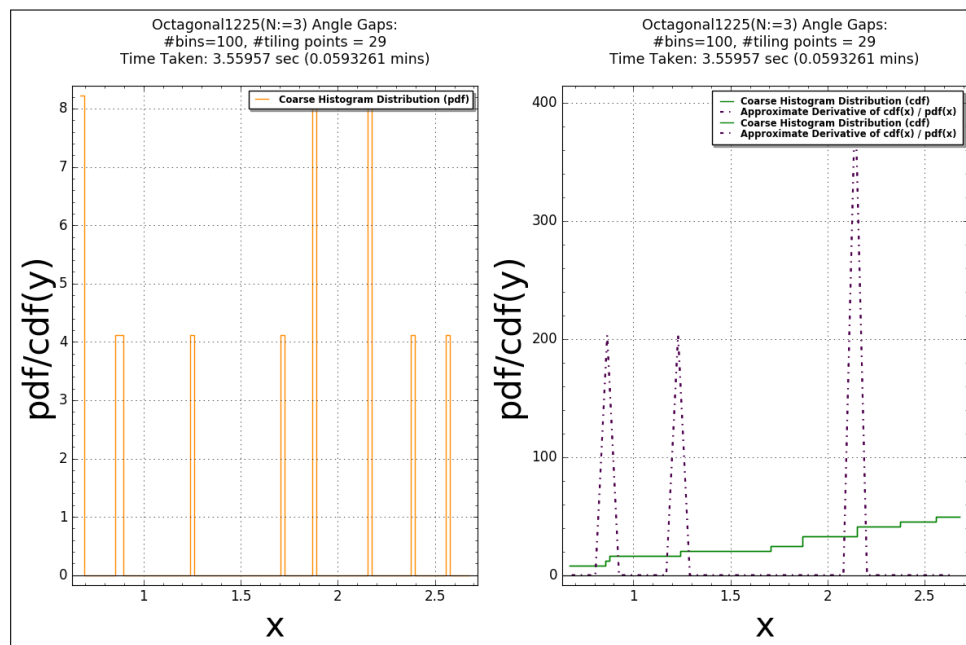 Octagonal1225(N:=3) Angle Gaps:
#bins=100, #tiling points = 29
Time Taken: 3.55957 sec (0.0593261 mins)
Coarse Histogram Distribution (pdf)
8
7
6
5
4
3
2
1
0
pdf/cdf(y)
1
1.5
2
2.5
x
Octagonal1225(N:=3) Angle Gaps:
#bins=100, #tiling points = 29
Time Taken: 3.55957 sec (0.0593261 mins)
Coarse Histogram Distribution (cdf)
Approximate Derivative of cdf(x) / pdf(x)
Coarse Histogram Distribution (cdf)
Approximate Derivative of cdf(x) / pdf(x)
400
300
200
100
0
pdf/cdf(y)
1
1.5
2
2.5
x